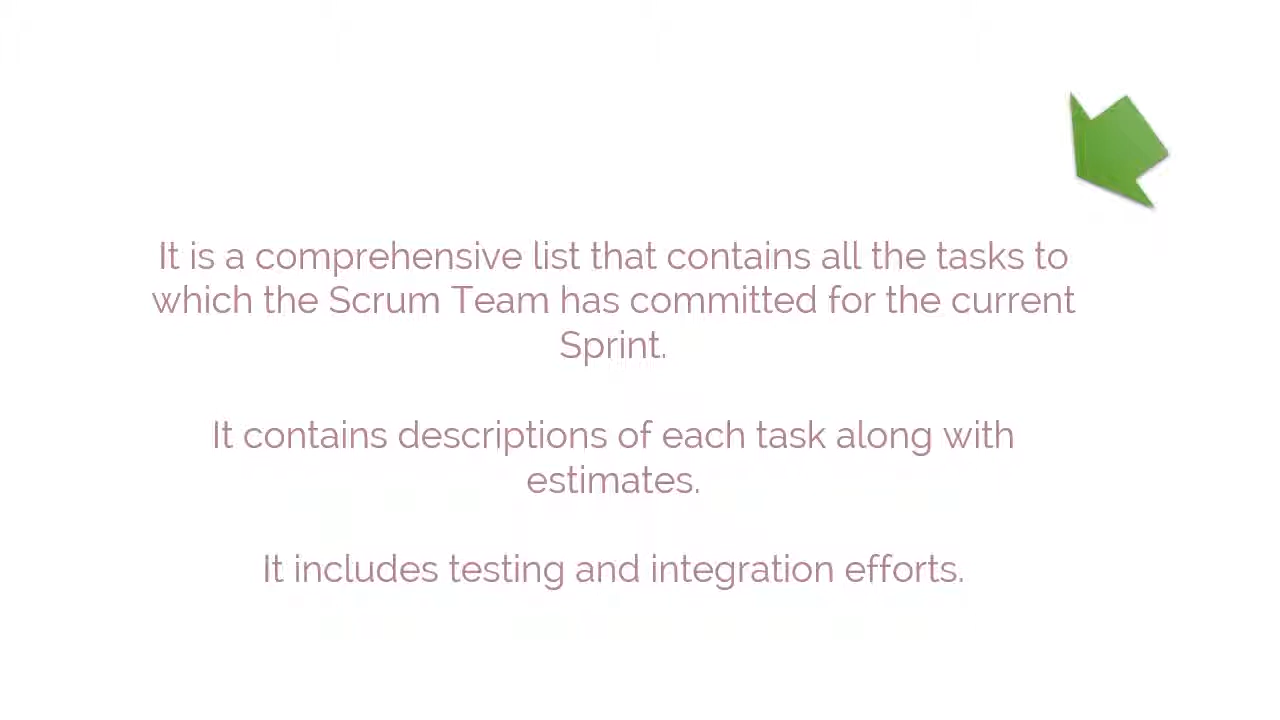 It is a comprehensive list that contains all the tasks to
which the Scrum Team has committed for the current
Sprint.
It contains descriptions of each task along with
estimates.
It includes testing and integration efforts.